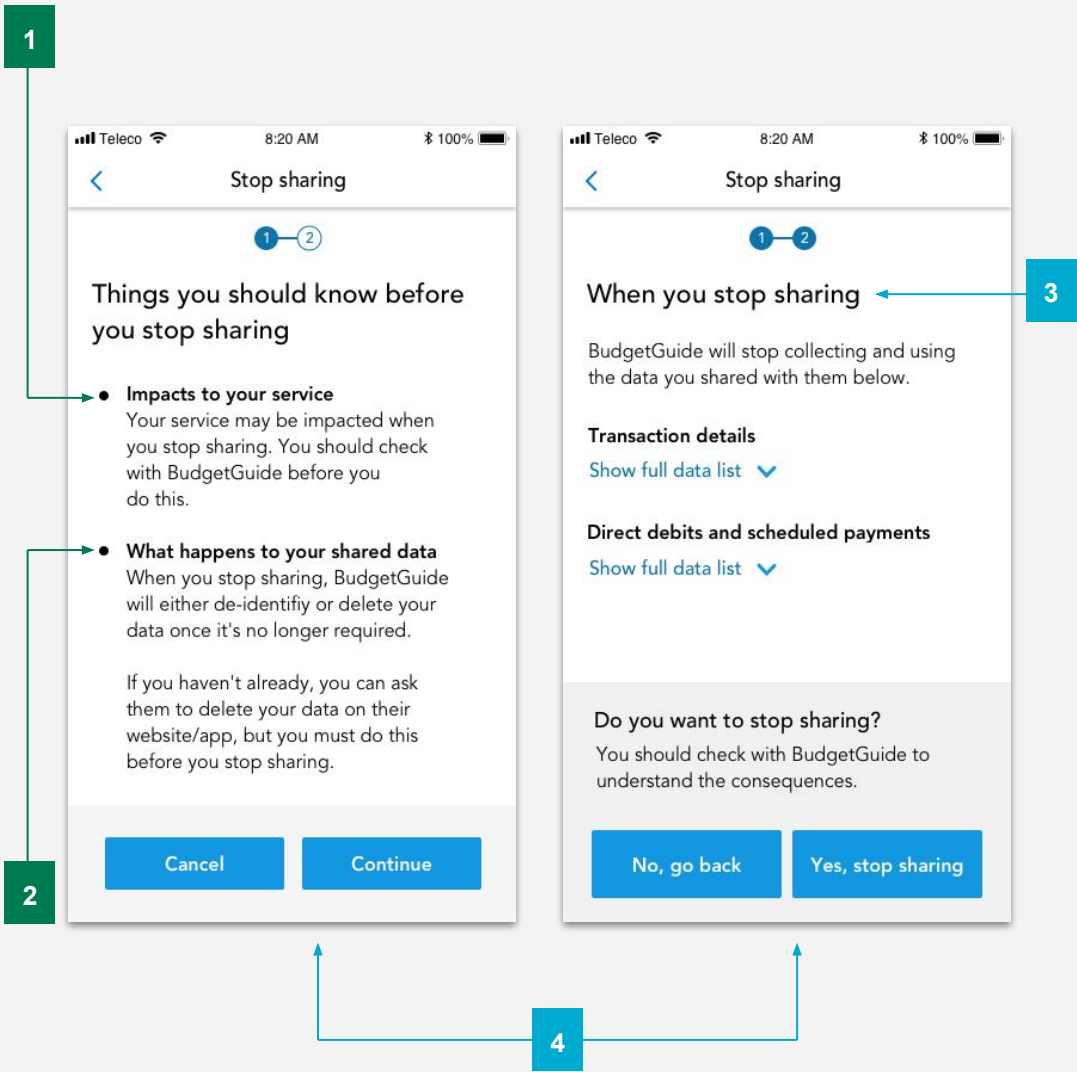 1
Teleco
8:20 AM
100%
Stop sharing
1 2
Things you should know before
you stop sharing
Impacts to your service
Your service may be impacted when
you stop sharing. You should check
with BudgetGuide before you
do this.
What happens to your shared data
When you stop sharing, BudgetGuide
will either de-identifiy or delete your
data once it's no longer required.
If you haven't already, you can ask
them to delete your data on their
website/app, but you must do this
before you stop sharing.
Cancel
Continue
2
Teleco
8:20 AM
100%
Stop sharing
1 2
When you stop sharing
3
BudgetGuide will stop collecting and using
the data you shared with them below.
Transaction details
Show full data list
Direct debits and scheduled payments
Show full data list
Do you want to stop sharing?
You should check with BudgetGuide to
understand the consequences.
No, go back
Yes, stop sharing
4